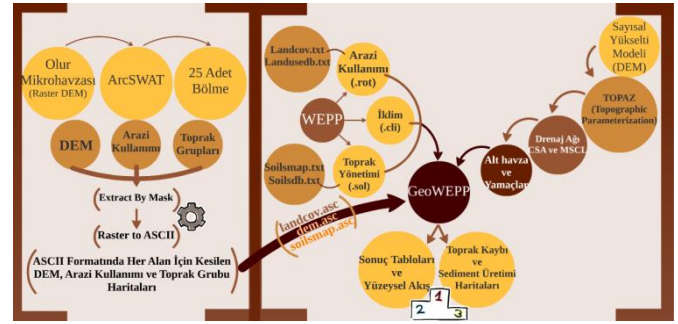 Olur
Mikrohavzası
(Raster DEM)
ArcSWAT
25 Adet
Bölme
DEM
Arazi
Kullanımı
Toprak
Grupları
Extract By Mask
Raster to ASCII
ASCII Formatında Her Alan İçin Kesilen
DEM, Arazi Kullanımı ve Toprak Grubu
Haritaları
Landcov.txt
Landusedb.txt
Arazi
Kullanımı
(.rot)
WEPP
İklim
(.cli)
Soilsmap.txt
Soilsdb.txt
Toprak
Yönetimi
(.sol)
landcov.asc
dem.asc
soilsmap.asc
GeoWEPP
Sayısal
Yükselti
Modeli
(DEM)
TOPAZ
(Topographic
Parameterization)
Drenaj Ağı
CSA ve MSCL
Alt havza
ve
Yamaçlar
Sonuç Tabloları
ve
Yüzeysel Akış
Toprak Kaybı
ve
Sediment Üretimi
Haritaları
1
2
3